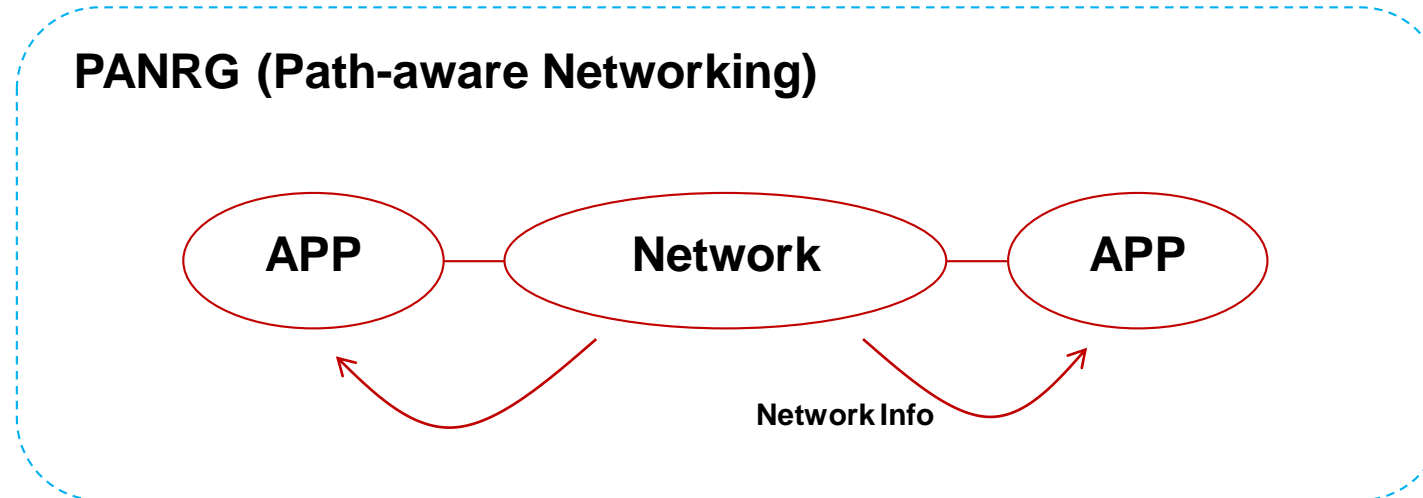 PANRG (Path-aware Networking)
APP
Network
APP
Network Info